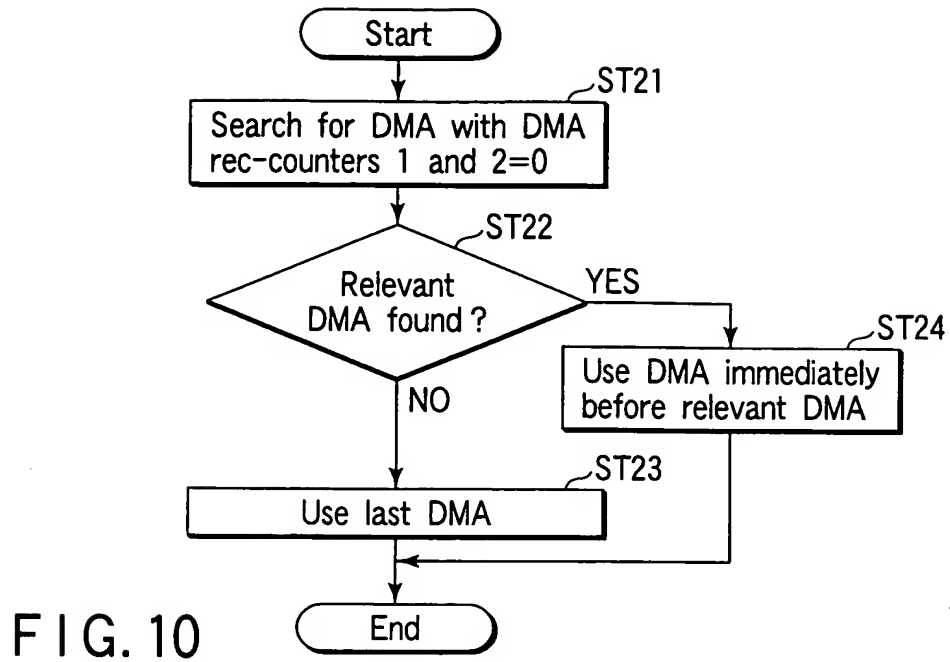 Start
ST21
Search for DMA with DMA
rec-counters 1 and 2=0
ST22
Relevant
DMA found?
YES
ST24
Use DMA immediately
before relevant DMA
NO
ST23
Use last DMA
End
FIG. 10